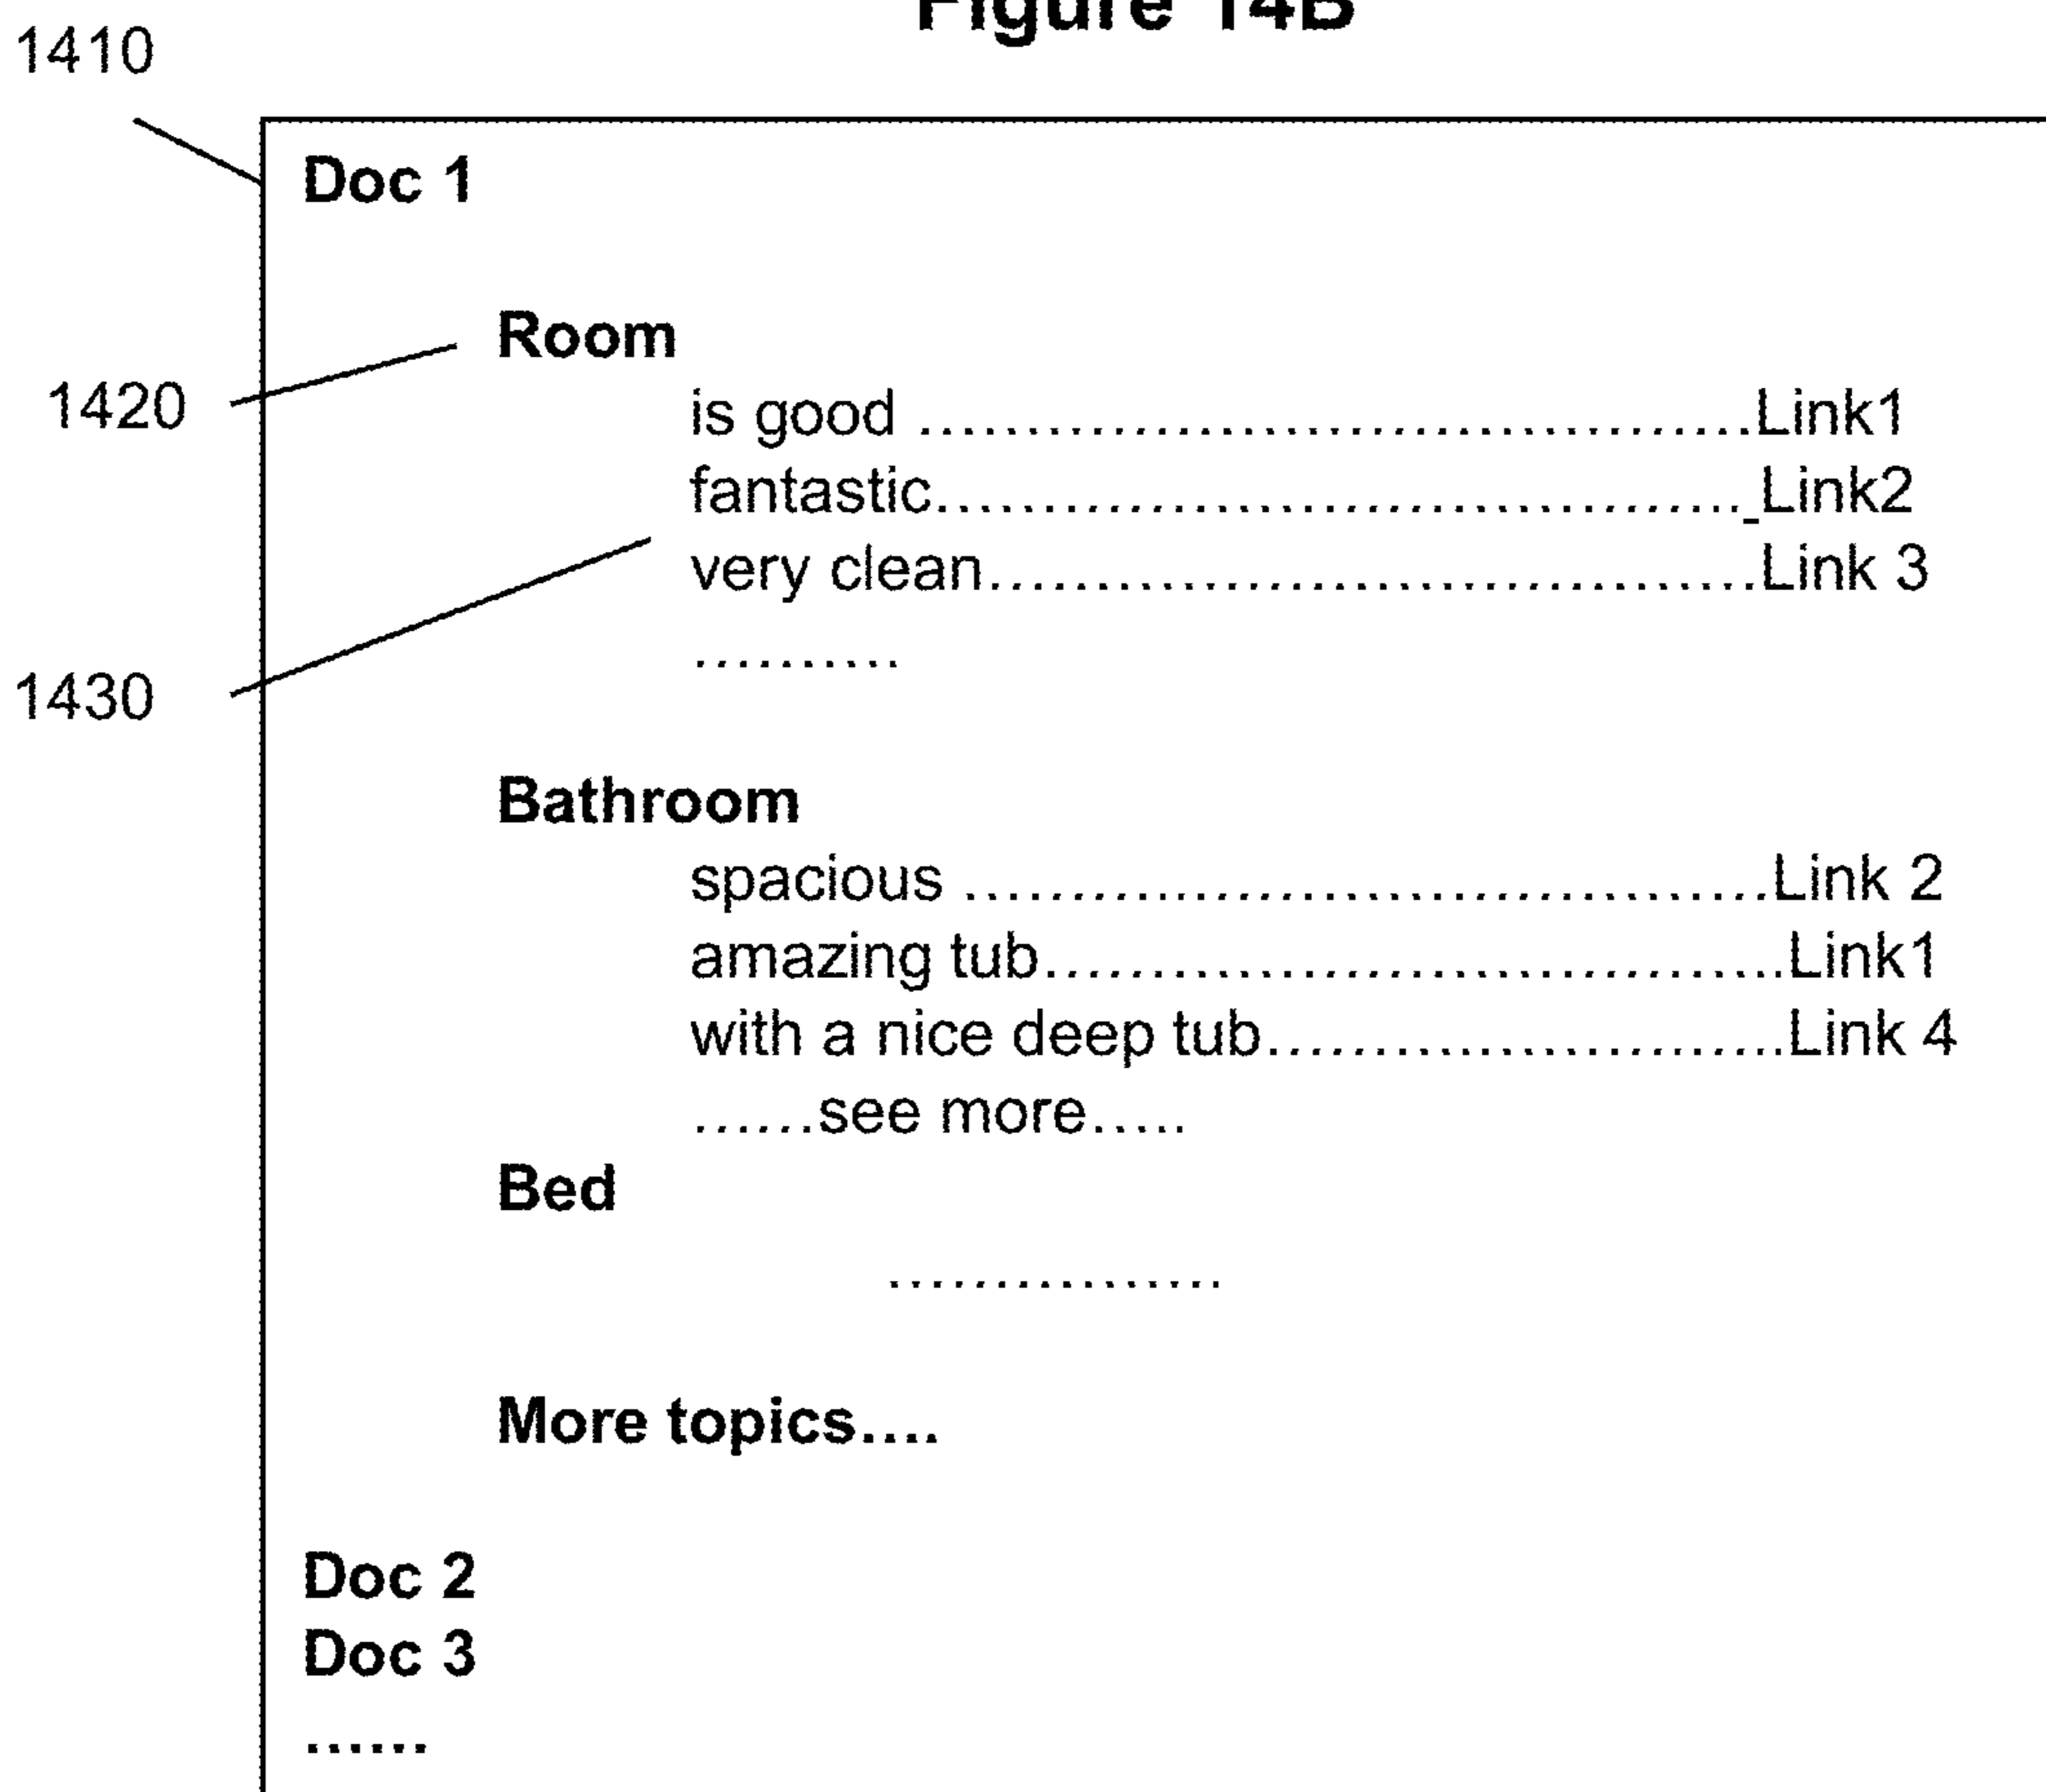 Figure 14B
1410
Doc 1
Room
1420
is good .......................................Link1
fantastic......................................_Link2
very clean....................................Link 3
..........
1430
Bathroom
spacious ......................................Link 2
amazing tub...................................Link1
with a nice deep tub........................Link 4
......see more.....
Bed
................
More topics....
Doc 2
Doc 3
......